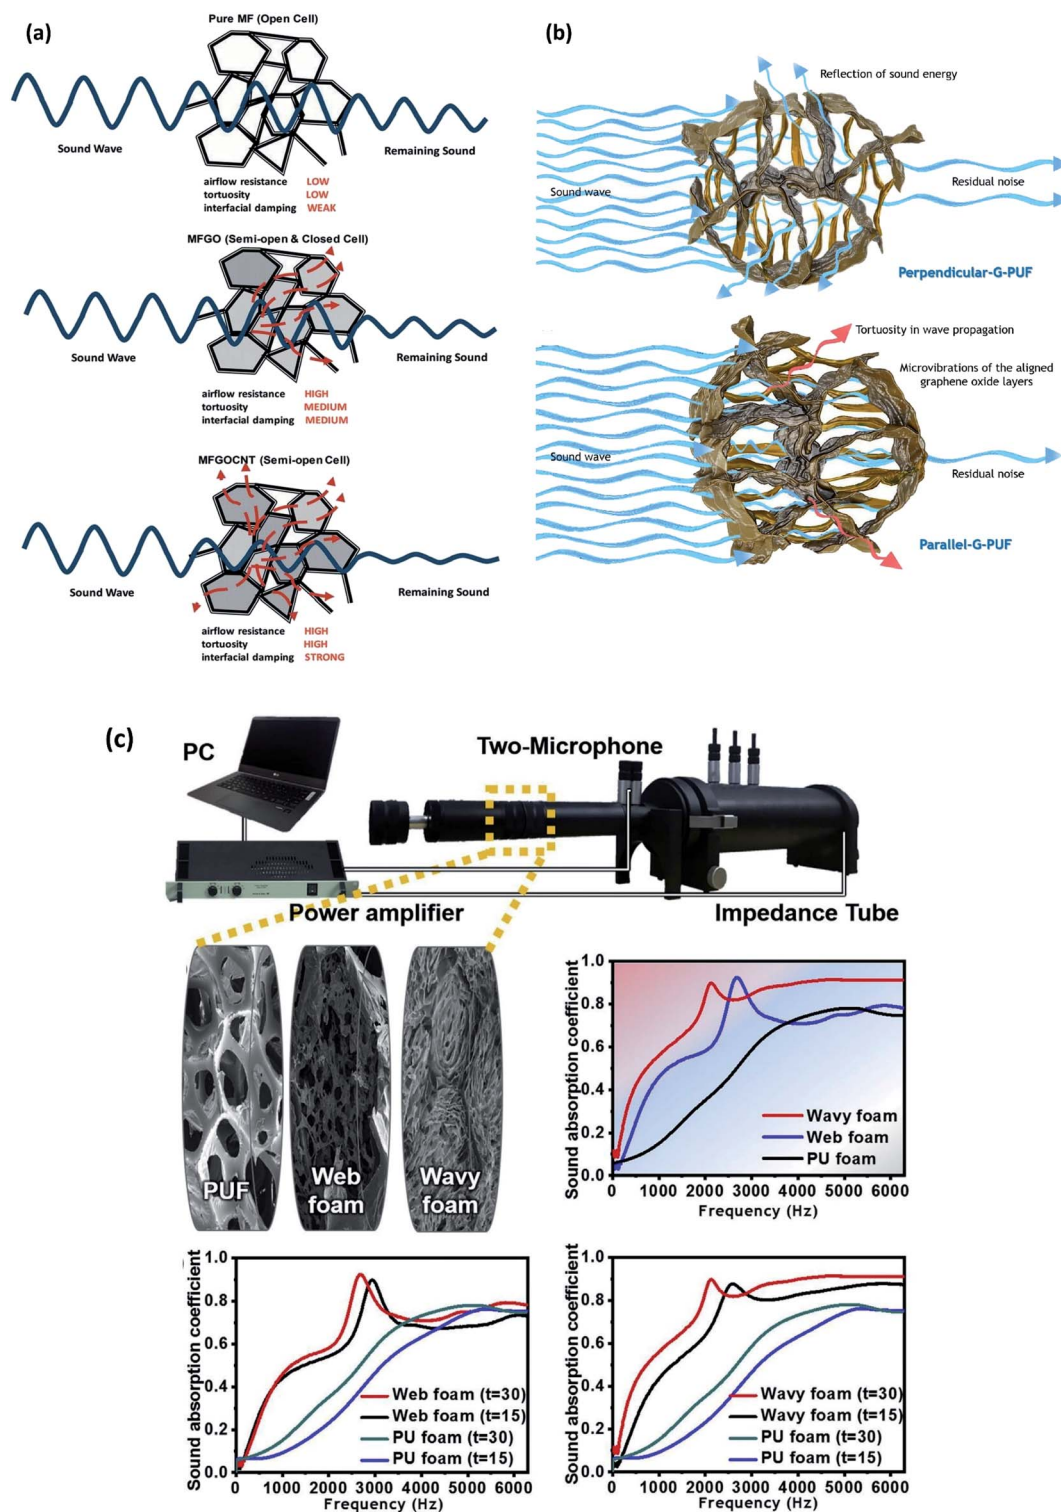 (a)
Pure MF (Open Cell)
Sound Wave
Remaining Sound
airflow resistance LOW
tortuosity LOW
interfacial damping WEAK
MFGO (Semi-open & Closed Cell)
Sound Wave
Remaining Sound
airflow resistance HIGH
tortuosity MEDIUM
interfacial damping MEDIUM
MFGOCNT (Semi-open Cell)
Sound Wave
Remaining Sound
airflow resistance HIGH
tortuosity HIGH
interfacial damping STRONG
(b)
Reflection of sound energy
Sound wave
Residual noise
Perpendicular-G-PUF
Tortuosity in wave propagation
Microvibrations of the aligned
graphene oxide layers
Sound wave
Residual noise
Parallel-G-PUF
(c)
PC
Two-Microphone
Power amplifier
Impedance Tube
PUF
Web
foam
Wavy
foam
Sound absorption coefficient
1.0
0.8
0.6
0.4
0.2
0.0
Wavy foam
Web foam
PU foam
0 1000 2000 3000 4000 5000 6000
Frequency (Hz)
Sound absorption coefficient
1.0
0.8
0.6
0.4
0.2
0.0
Web foam (t=30)
Web foam (t=15)
PU foam (t=30)
PU foam (t=15)
0 1000 2000 3000 4000 5000 6000
Frequency (Hz)
Sound absorption coefficient
1.0
0.8
0.6
0.4
0.2
0.0
Wavy foam (t=30)
Wavy foam (t=15)
PU foam (t=30)
PU foam (t=15)
0 1000 2000 3000 4000 5000 6000
Frequency (Hz)